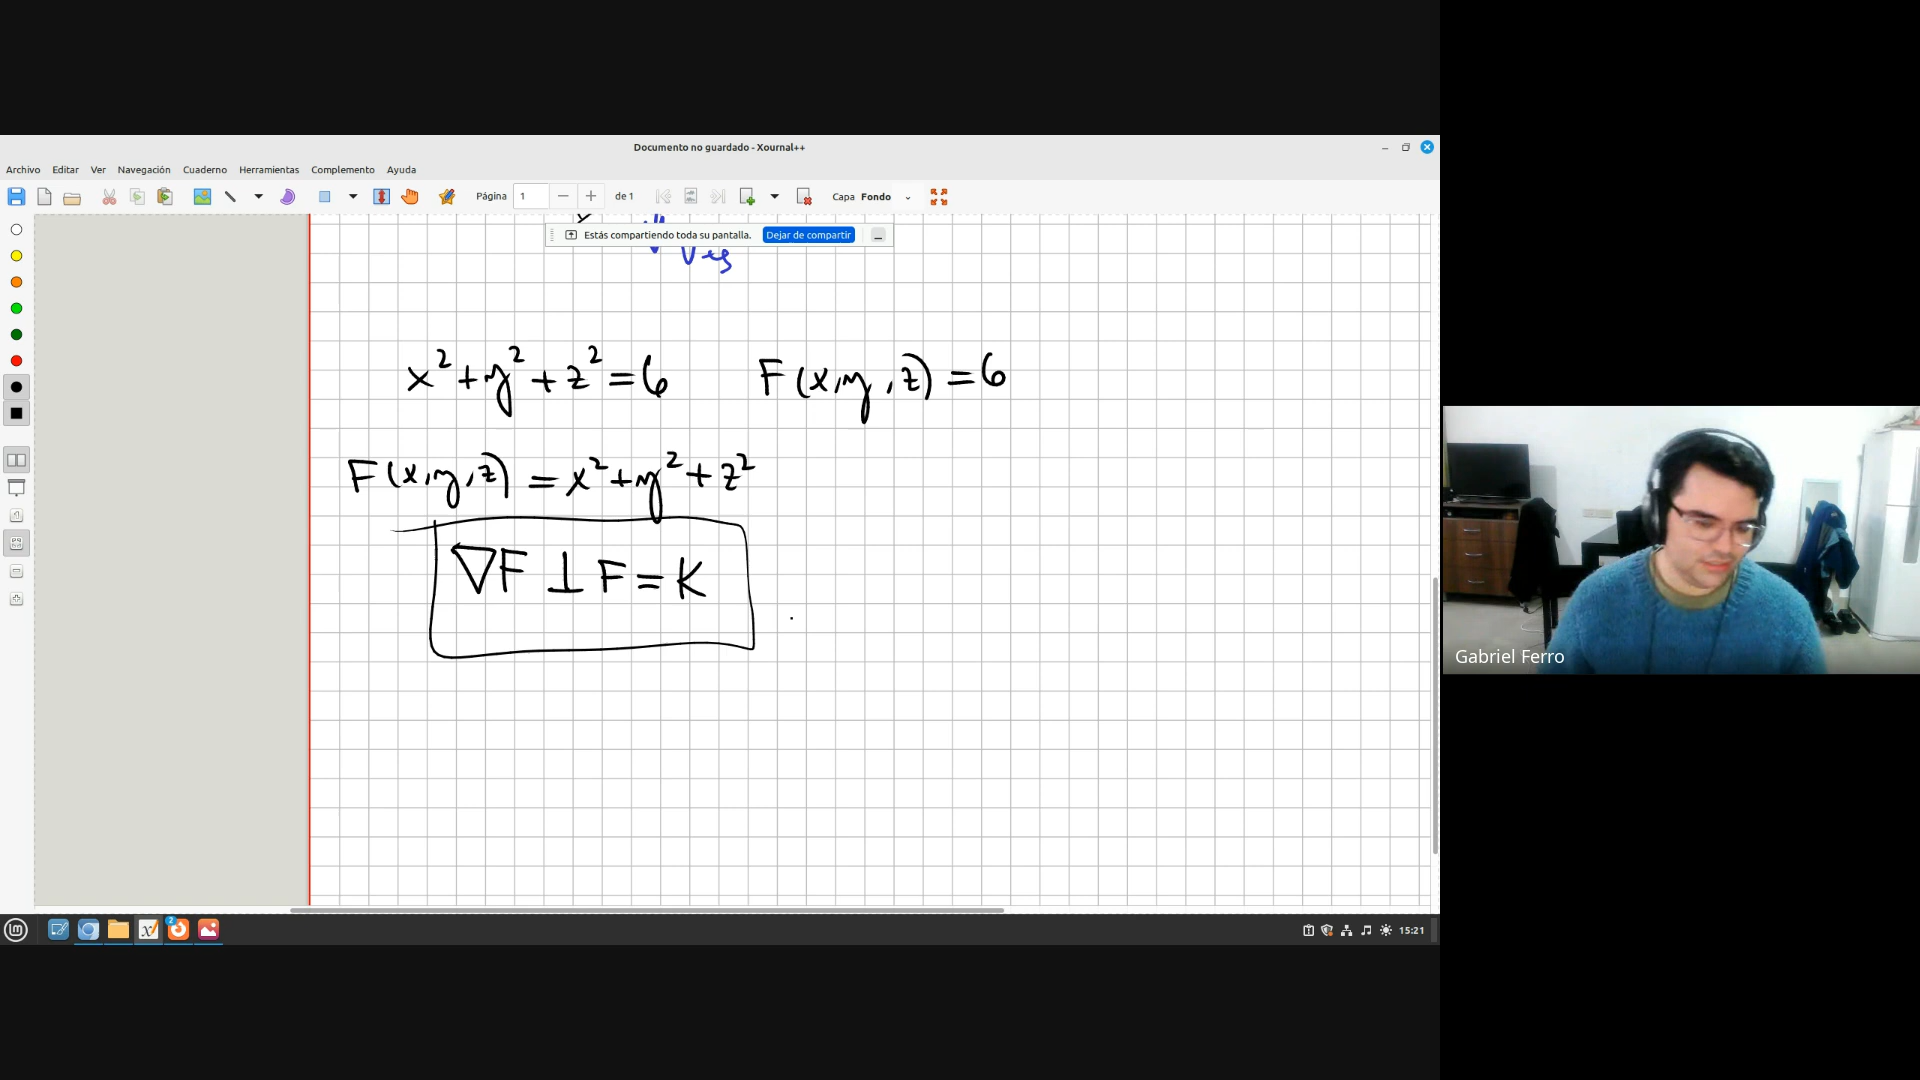 Documento no guardado - Xournal++
Archivo Editar Ver Navegación Cuaderno Herramientas Complemento Ayuda
Página 1 de 1 Capa Fondo
Estás compartiendo toda su pantalla. Dejar de compartir
x² + y² + z² = 6 F(x, y, z) = 6
F(x, y, z) = x² + y² + z²
∇F ⊥ F = K
Gabriel Ferro
2
15:21